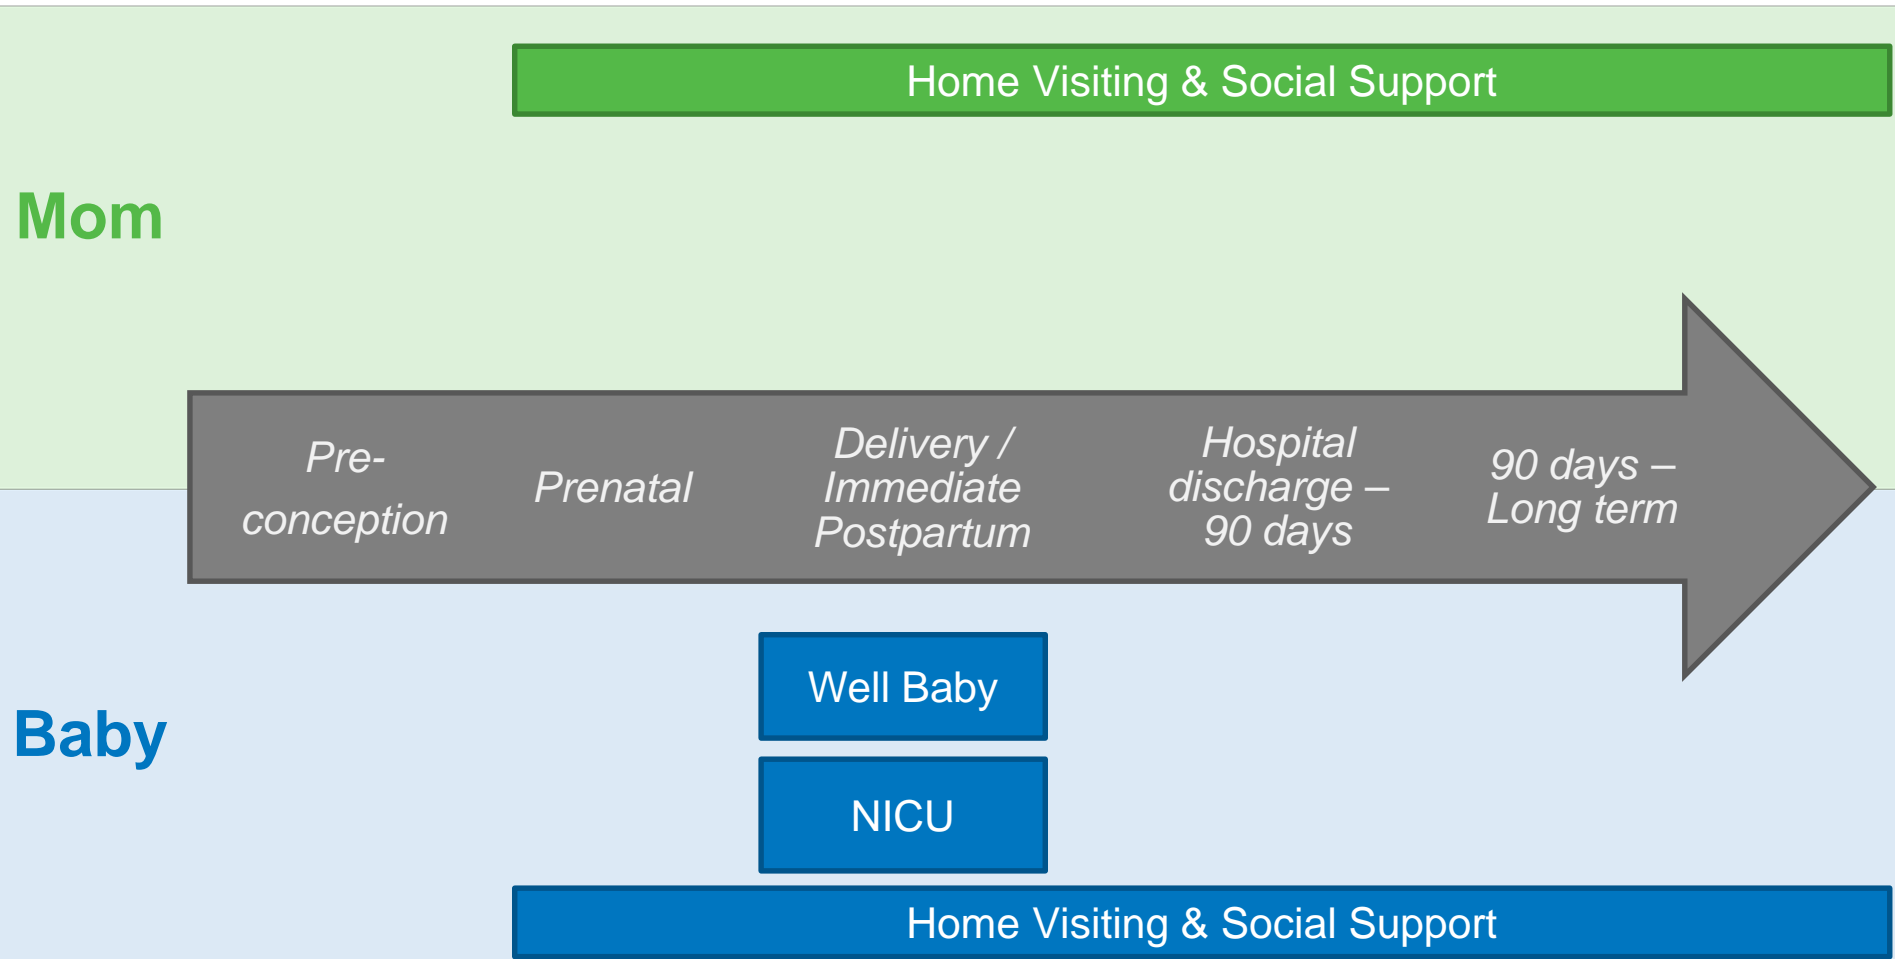 Home Visiting & Social Support
Mom
Pre-
conception
Prenatal
Delivery /
Immediate
Postpartum
Hospital
discharge –
90 days
90 days –
Long term
Baby
Well Baby
NICU
Home Visiting & Social Support